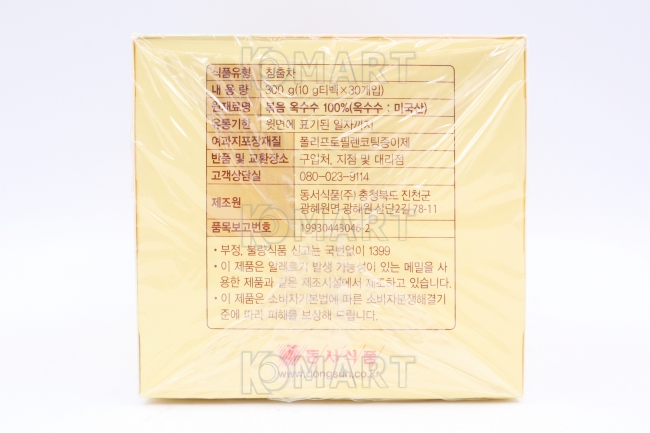 KOMART
식품유형 침출차
내 용 량 300 g(10 g티백×30개입)
원재료명 볶음 옥수수 100%(옥수수 : 미국산)
유통기한 윗면에 표기된 일자까지
여과지포장재질 폴리프로필렌코팅종이제
반품 및 교환장소 구입처, 지점 및 대리점
고객상담실 080-023-9114
제조원 동서식품(주) 충청북도 진천군
광혜원면 광혜원 산단2길 78-11
품목보고번호 19930443046-2
KOMART
• 부정, 불량식품 신고는 국번없이 1399
• 이 제품은 알레르기 발생 가능성이 있는 메밀을 사
용한 제품과 같은 제조시설에서 제조하고 있습니다.
• 이 제품은 소비자기본법에 따른 소비자분쟁해결기
준에 따라 피해를 보상해 드립니다.
동서식품
www.dongsuh.co.kr
KOMART